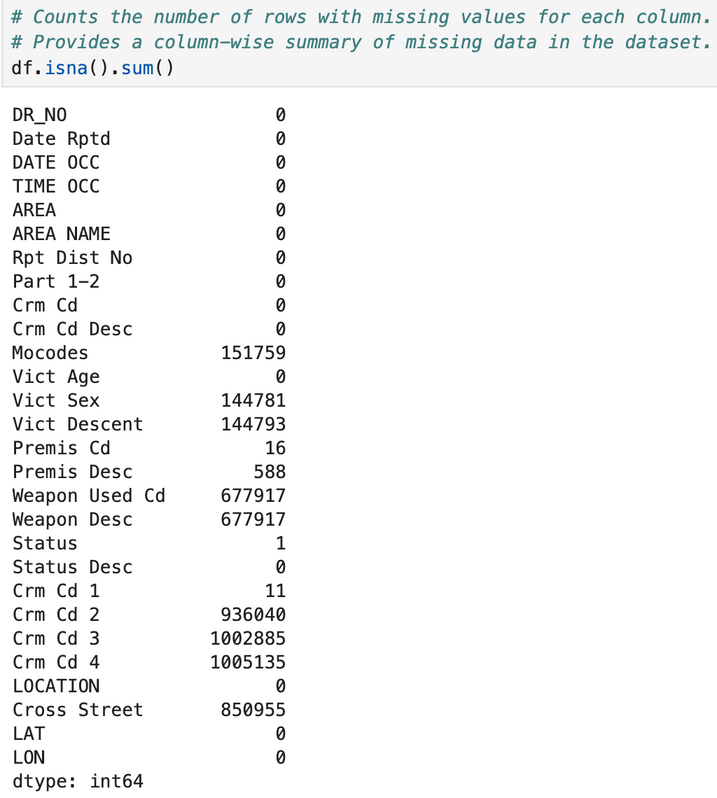 # Counts the number of rows with missing values for each column.
# Provides a column-wise summary of missing data in the dataset.
df.isna().sum()
DR_NO 0
Date Rptd 0
DATE OCC 0
TIME OCC 0
AREA 0
AREA NAME 0
Rpt Dist No 0
Part 1-2 0
Crm Cd 0
Crm Cd Desc 0
Mocodes 151759
Vict Age 0
Vict Sex 144781
Vict Descent 144793
Premis Cd 16
Premis Desc 588
Weapon Used Cd 677917
Weapon Desc 677917
Status 1
Status Desc 0
Crm Cd 1 11
Crm Cd 2 936040
Crm Cd 3 1002885
Crm Cd 4 1005135
LOCATION 0
Cross Street 850955
LAT 0
LON 0
dtype: int64